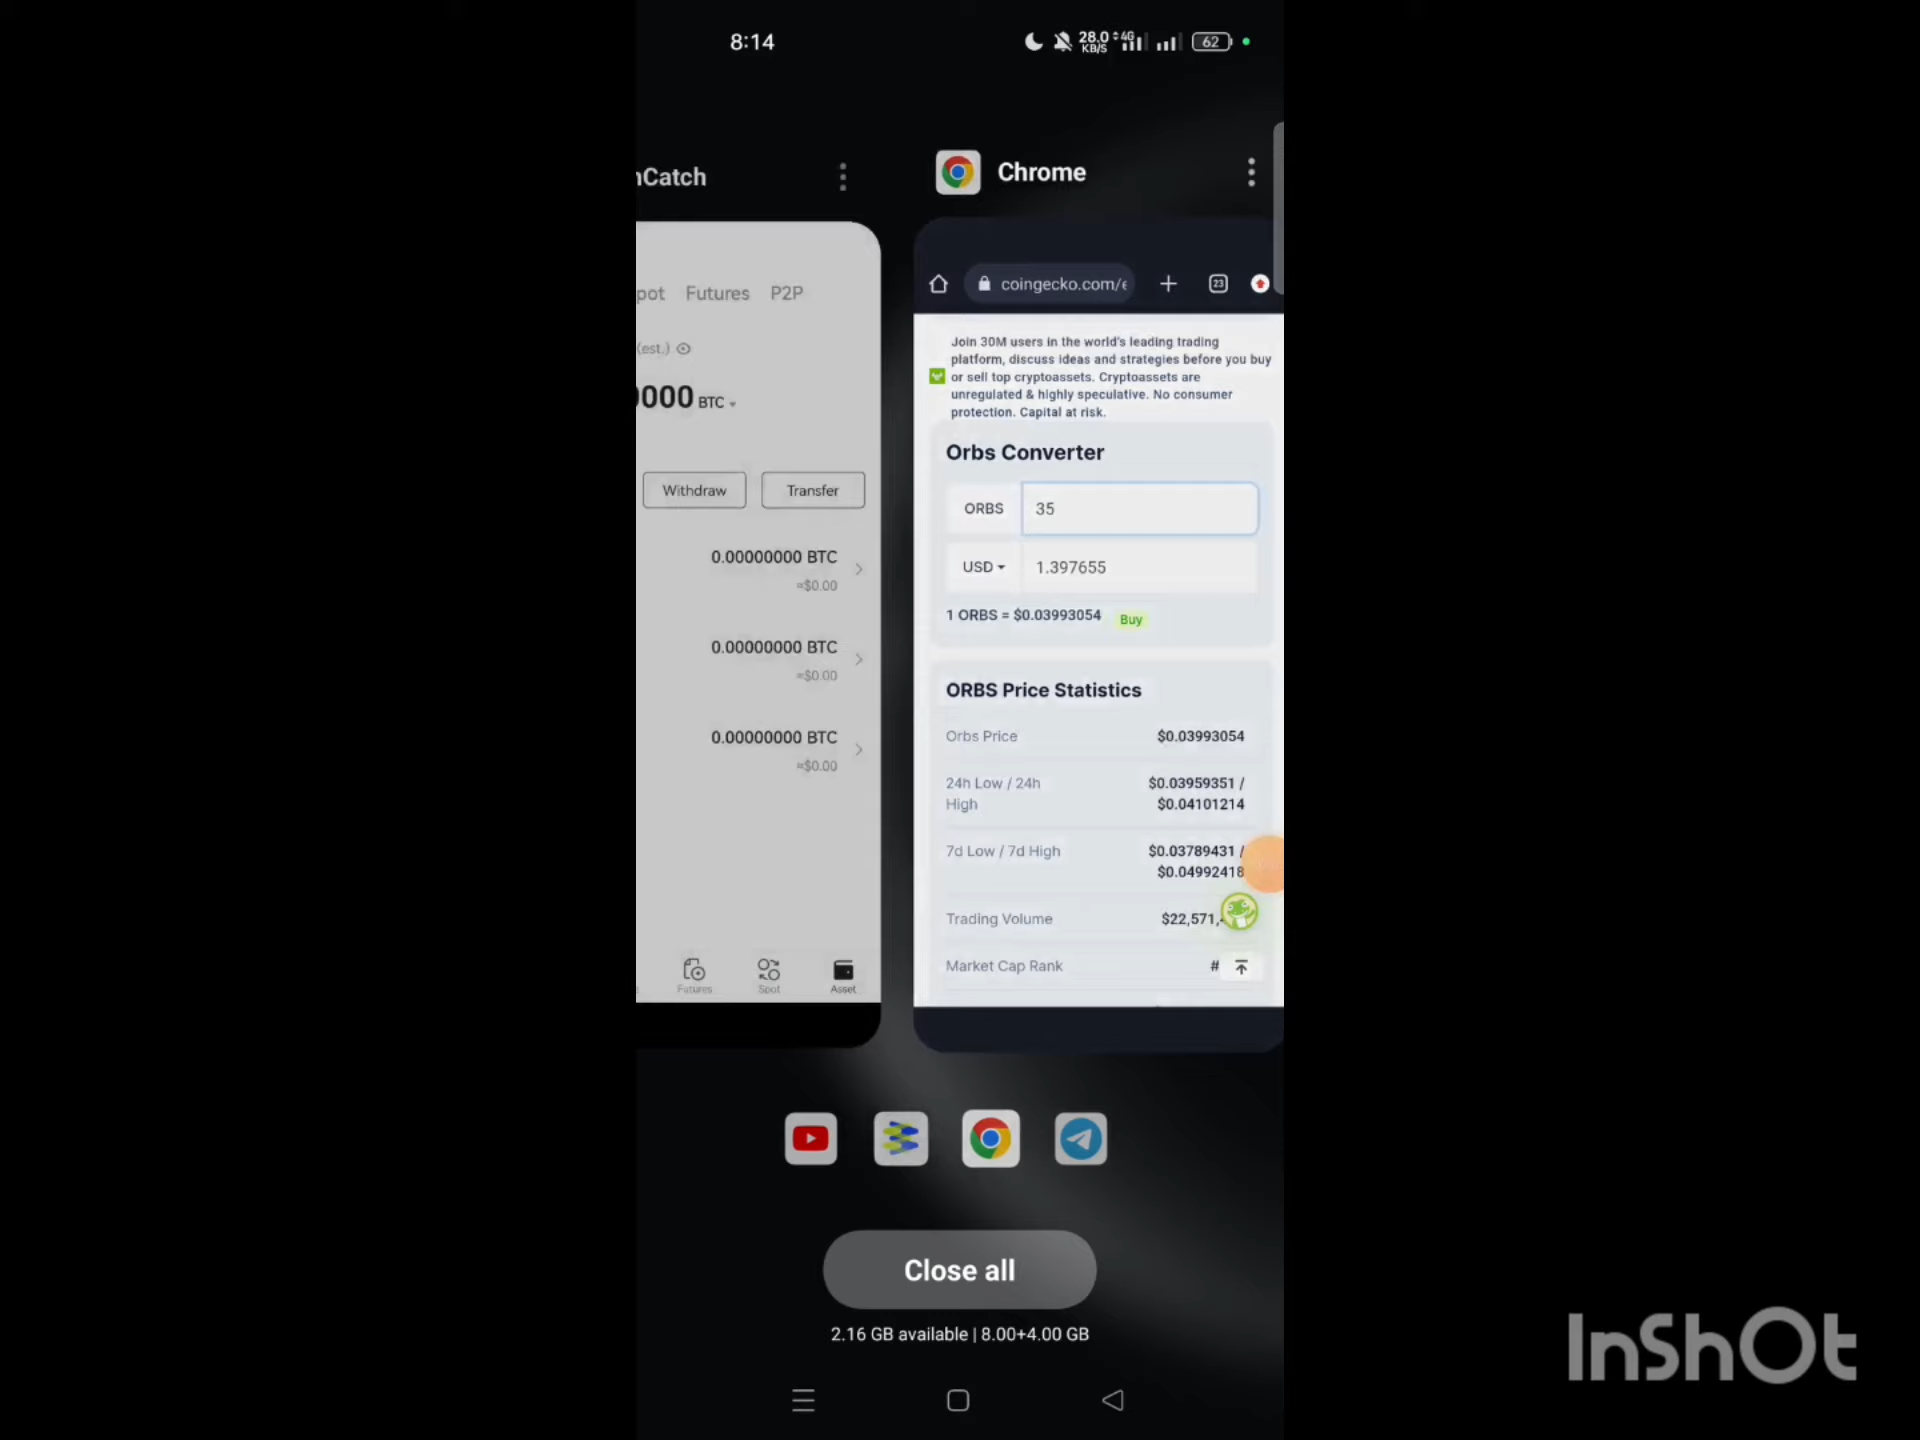 8:14
28.0
KB/S
4G
62
nCatch
Chrome
pot Futures P2P
(est.)
0000 BTC
Withdraw
Transfer
0.00000000 BTC
≈$0.00
0.00000000 BTC
≈$0.00
0.00000000 BTC
≈$0.00
Futures
Spot
Asset
coingecko.com/e
23
Join 30M users in the world's leading trading
platform, discuss ideas and strategies before you buy
or sell top cryptoassets. Cryptoassets are
unregulated & highly speculative. No consumer
protection. Capital at risk.
Orbs Converter
ORBS 35
USD 1.397655
1 ORBS = $0.03993054 Buy
ORBS Price Statistics
Orbs Price $0.03993054
24h Low / 24h
High
$0.03959351 /
$0.04101214
7d Low / 7d High
$0.03789431 /
$0.04992418
Trading Volume $22,571,
Market Cap Rank #
Close all
2.16 GB available | 8.00+4.00 GB
InShOt